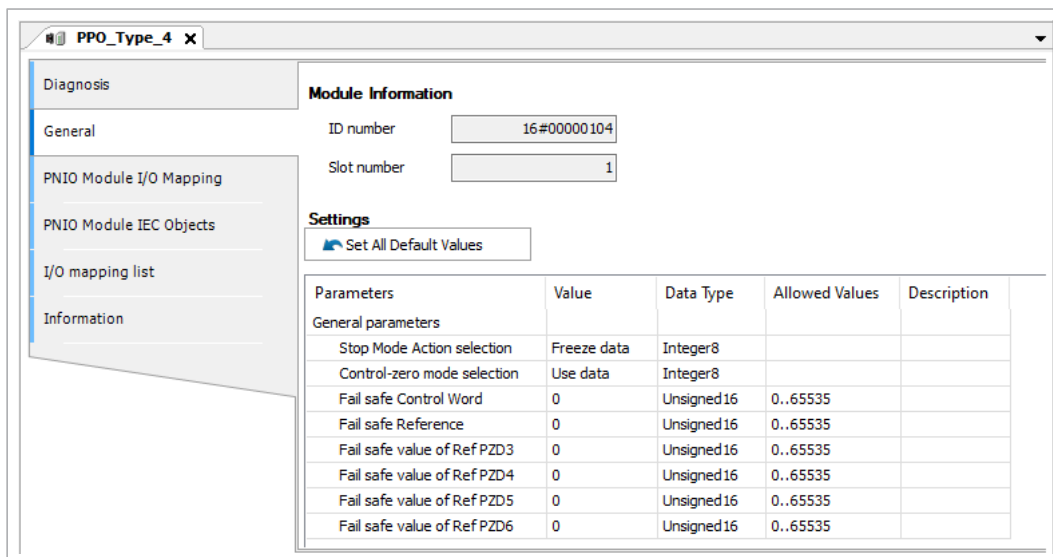 PPO_Type_4 X
Diagnosis
General
PNIO Module I/O Mapping
PNIO Module IEC Objects
I/O mapping list
Information
Module Information
ID number 16#00000104
Slot number 1
Settings
Set All Default Values
Parameters Value Data Type Allowed Values Description
General parameters
Stop Mode Action selection Freeze data Integer8
Control-zero mode selection Use data Integer8
Fail safe Control Word 0 Unsigned16 0..65535
Fail safe Reference 0 Unsigned16 0..65535
Fail safe value of Ref PZD3 0 Unsigned16 0..65535
Fail safe value of Ref PZD4 0 Unsigned16 0..65535
Fail safe value of Ref PZD5 0 Unsigned16 0..65535
Fail safe value of Ref PZD6 0 Unsigned16 0..65535